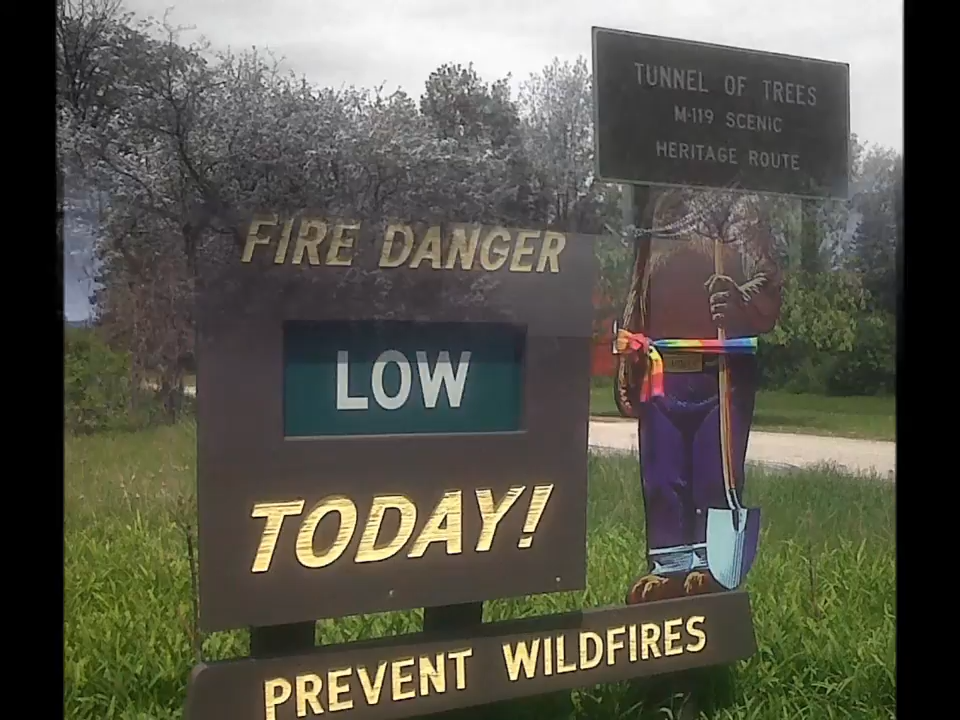 TUNNEL OF TREES
M-119 SCENIC
HERITAGE ROUTE
FIRE DANGER
LOW
TODAY!
PREVENT WILDFIRES